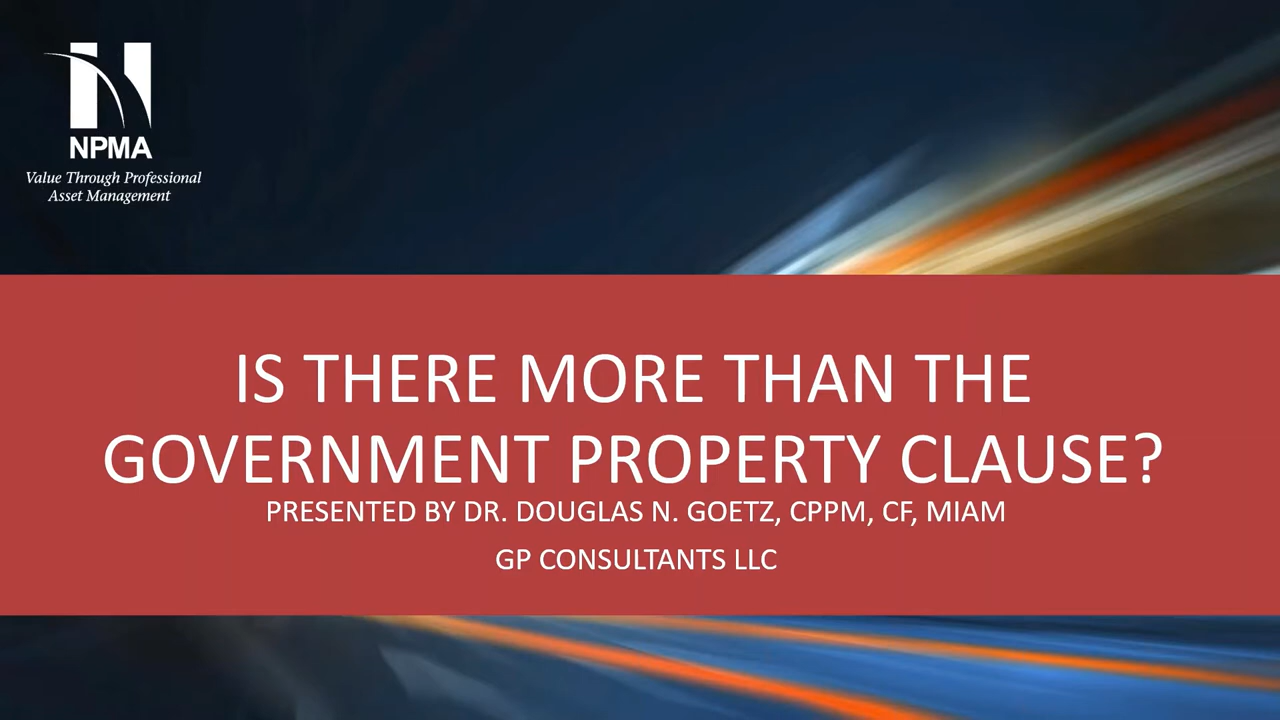 NPMA
Value Through Professional
Asset Management
IS THERE MORE THAN THE
GOVERNMENT PROPERTY CLAUSE?
PRESENTED BY DR. DOUGLAS N. GOETZ, CPPM, CF, MIAM
GP CONSULTANTS LLC